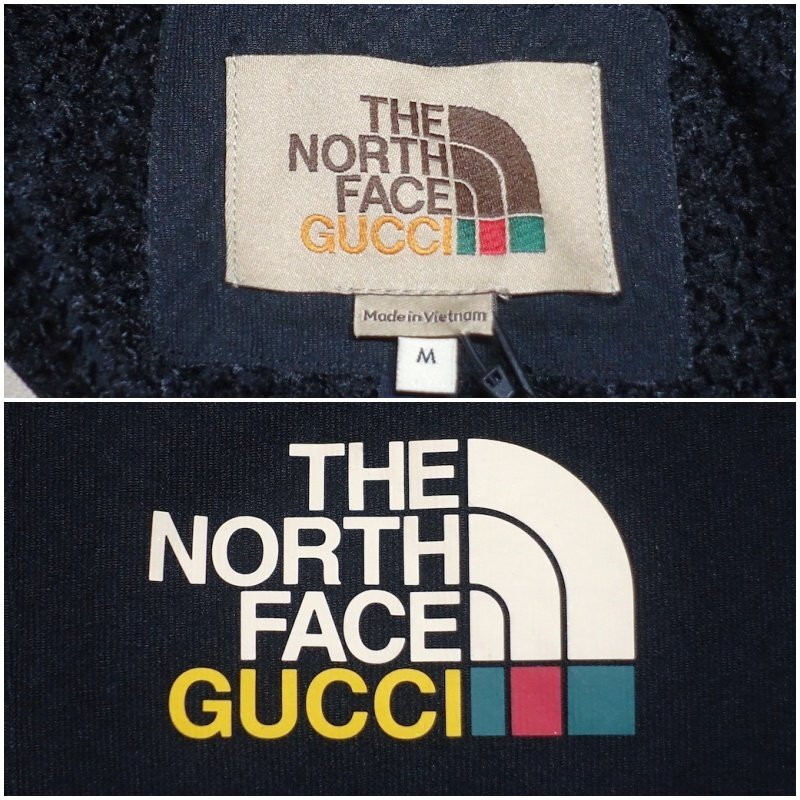 THE
NORTH
FACE
GUCCI
Made in Vietnam
M
THE
NORTH
FACE
GUCCI